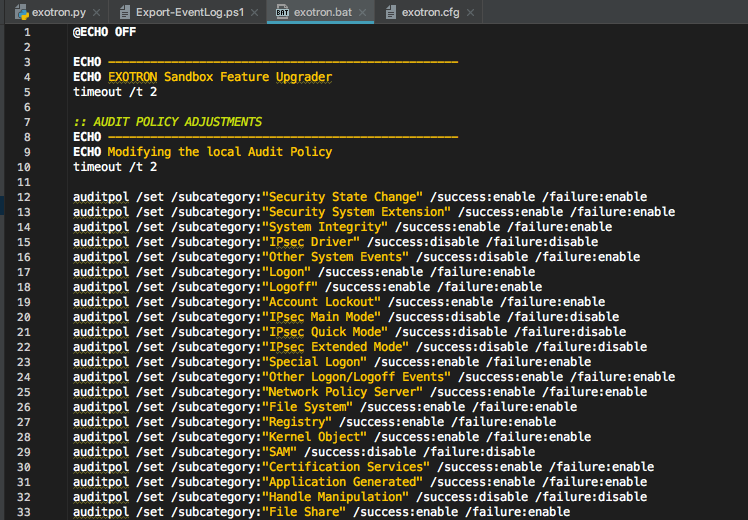 exotron.py × Export-EventLog.ps1 × exotron.bat × exotron.cfg ×
1 @ECHO OFF
2
3 ECHO --------------------------------------------------
4 ECHO EXOTRON Sandbox Feature Upgrader
5 timeout /t 2
6
7 :: AUDIT POLICY ADJUSTMENTS
8 ECHO --------------------------------------------------
9 ECHO Modifying the local Audit Policy
10 timeout /t 2
11
12 auditpol /set /subcategory:"Security State Change" /success:enable /failure:enable
13 auditpol /set /subcategory:"Security System Extension" /success:enable /failure:enable
14 auditpol /set /subcategory:"System Integrity" /success:enable /failure:enable
15 auditpol /set /subcategory:"IPsec Driver" /success:disable /failure:disable
16 auditpol /set /subcategory:"Other System Events" /success:disable /failure:enable
17 auditpol /set /subcategory:"Logon" /success:enable /failure:enable
18 auditpol /set /subcategory:"Logoff" /success:enable /failure:enable
19 auditpol /set /subcategory:"Account Lockout" /success:enable /failure:enable
20 auditpol /set /subcategory:"IPsec Main Mode" /success:disable /failure:disable
21 auditpol /set /subcategory:"IPsec Quick Mode" /success:disable /failure:disable
22 auditpol /set /subcategory:"IPsec Extended Mode" /success:disable /failure:disable
23 auditpol /set /subcategory:"Special Logon" /success:enable /failure:enable
24 auditpol /set /subcategory:"Other Logon/Logoff Events" /success:enable /failure:enable
25 auditpol /set /subcategory:"Network Policy Server" /success:enable /failure:enable
26 auditpol /set /subcategory:"File System" /success:enable /failure:enable
27 auditpol /set /subcategory:"Registry" /success:enable /failure:enable
28 auditpol /set /subcategory:"Kernel Object" /success:enable /failure:enable
29 auditpol /set /subcategory:"SAM" /success:disable /failure:disable
30 auditpol /set /subcategory:"Certification Services" /success:enable /failure:enable
31 auditpol /set /subcategory:"Application Generated" /success:enable /failure:enable
32 auditpol /set /subcategory:"Handle Manipulation" /success:disable /failure:disable
33 auditpol /set /subcategory:"File Share" /success:enable /failure:enable